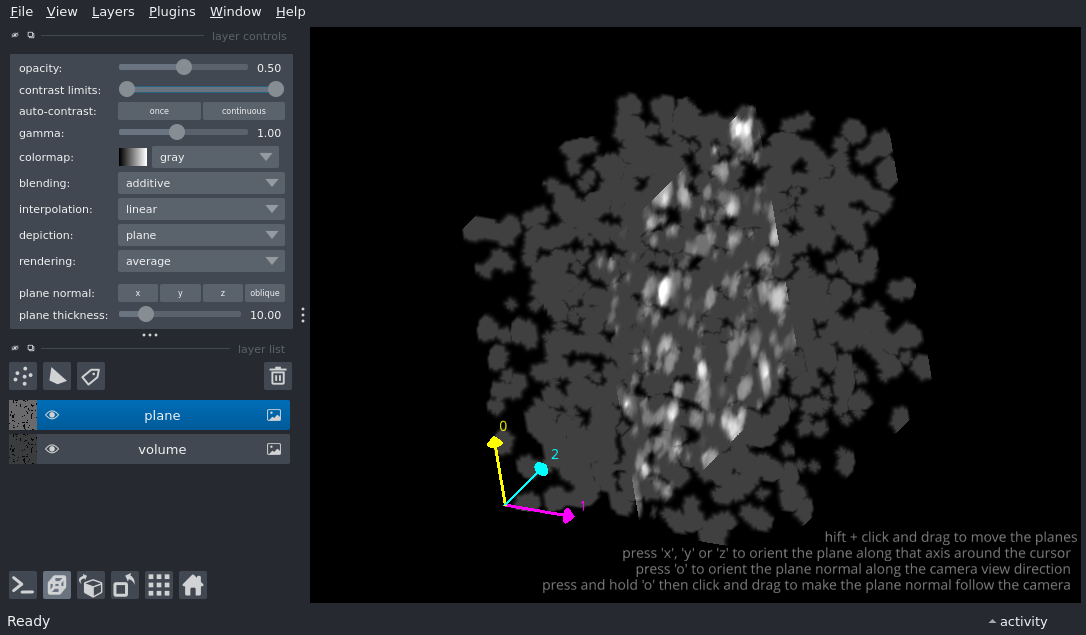 File View Layers Plugins Window Help
layer controls
opacity: 0.50
contrast limits:
auto-contrast: once continuous
gamma: 1.00
colormap: gray
blending: additive
interpolation: linear
depiction: plane
rendering: average
plane normal: x y z oblique
plane thickness: 10.00
layer list
plane
volume
0
2
1
hift + click and drag to move the planes
press 'x', 'y' or 'z' to orient the plane along that axis around the cursor
press 'o' to orient the plane normal along the camera view direction
press and hold 'o' then click and drag to make the plane normal follow the camera
Ready
activity